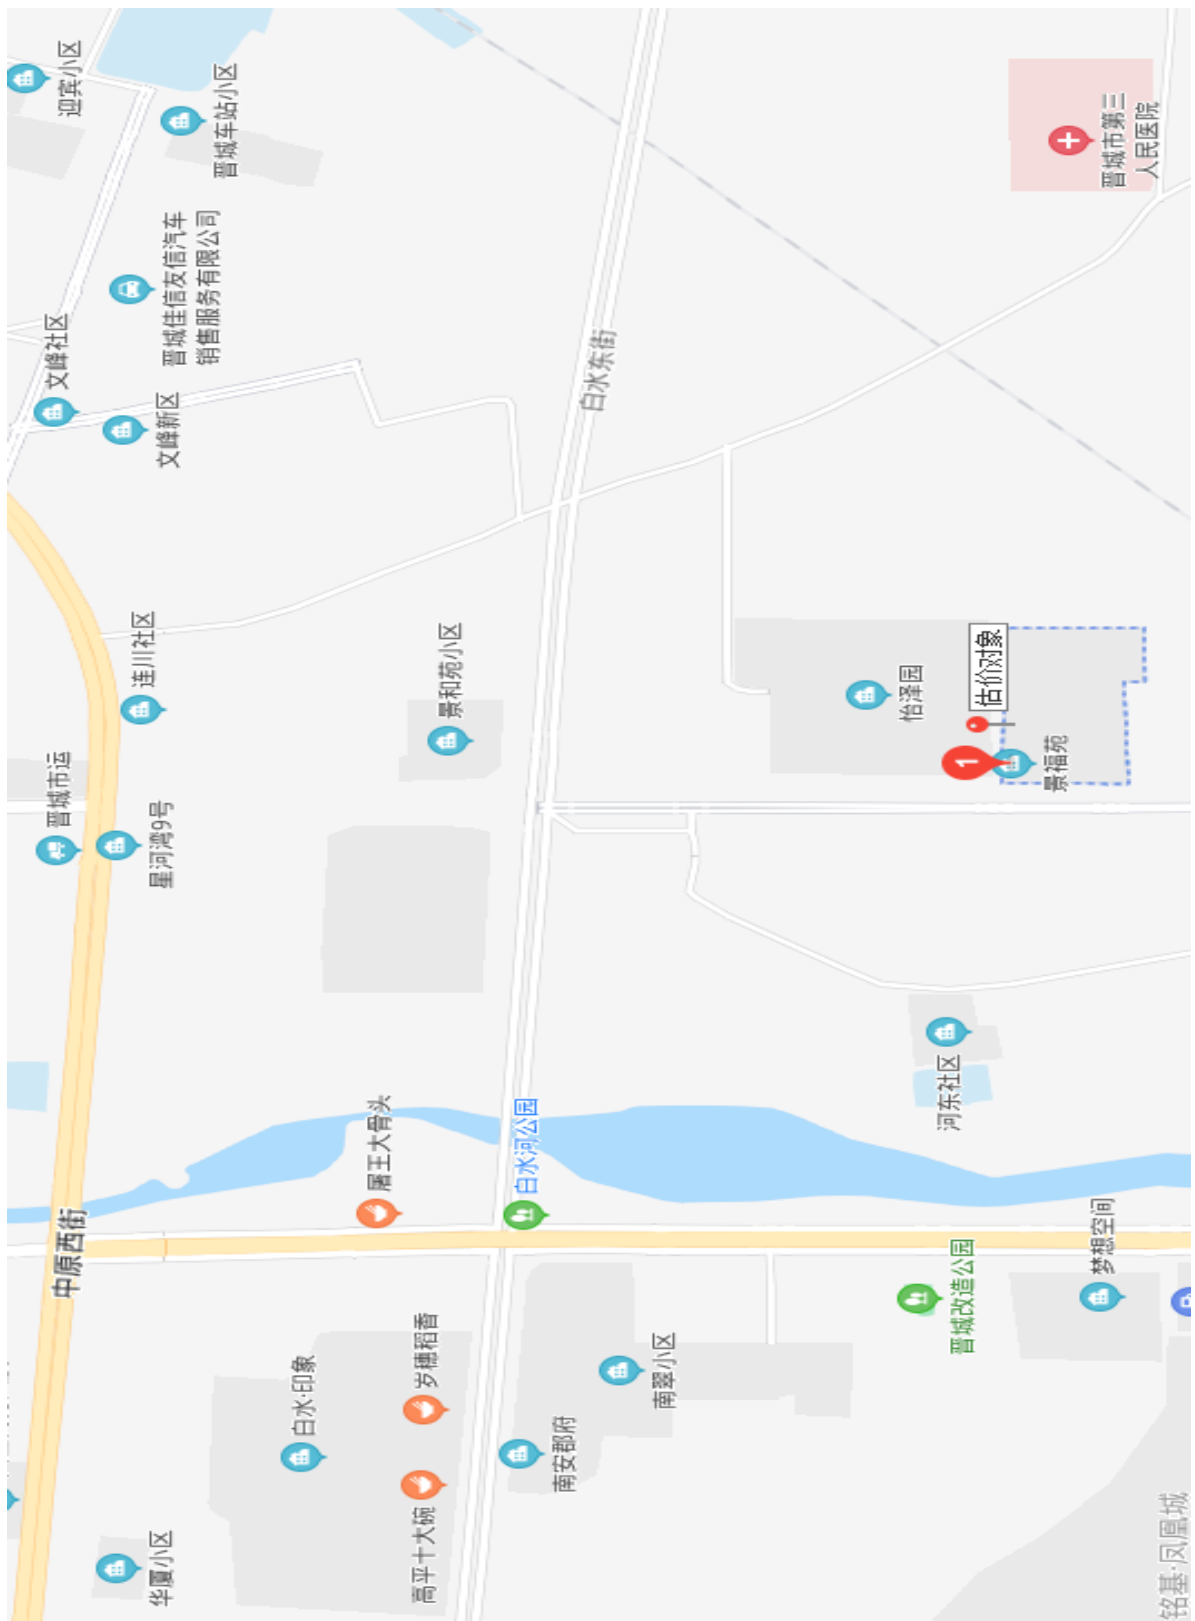 迎宾小区
晋城车站小区
晋城佳信友信汽车
销售服务有限公司
文峰社区
文峰新区
白水东街
晋城市第三
人民医院
连川社区
景和苑小区
晋城市运
星河湾9号
怡泽园
估价对象
1
景福苑
河东社区
屠王大骨头
白水河公园
中原西街
晋城改造公园
梦想空间
岁穗稻香
白水·印象
南翠小区
南安郡府
高平十大碗
华厦小区
铭基·凤凰城